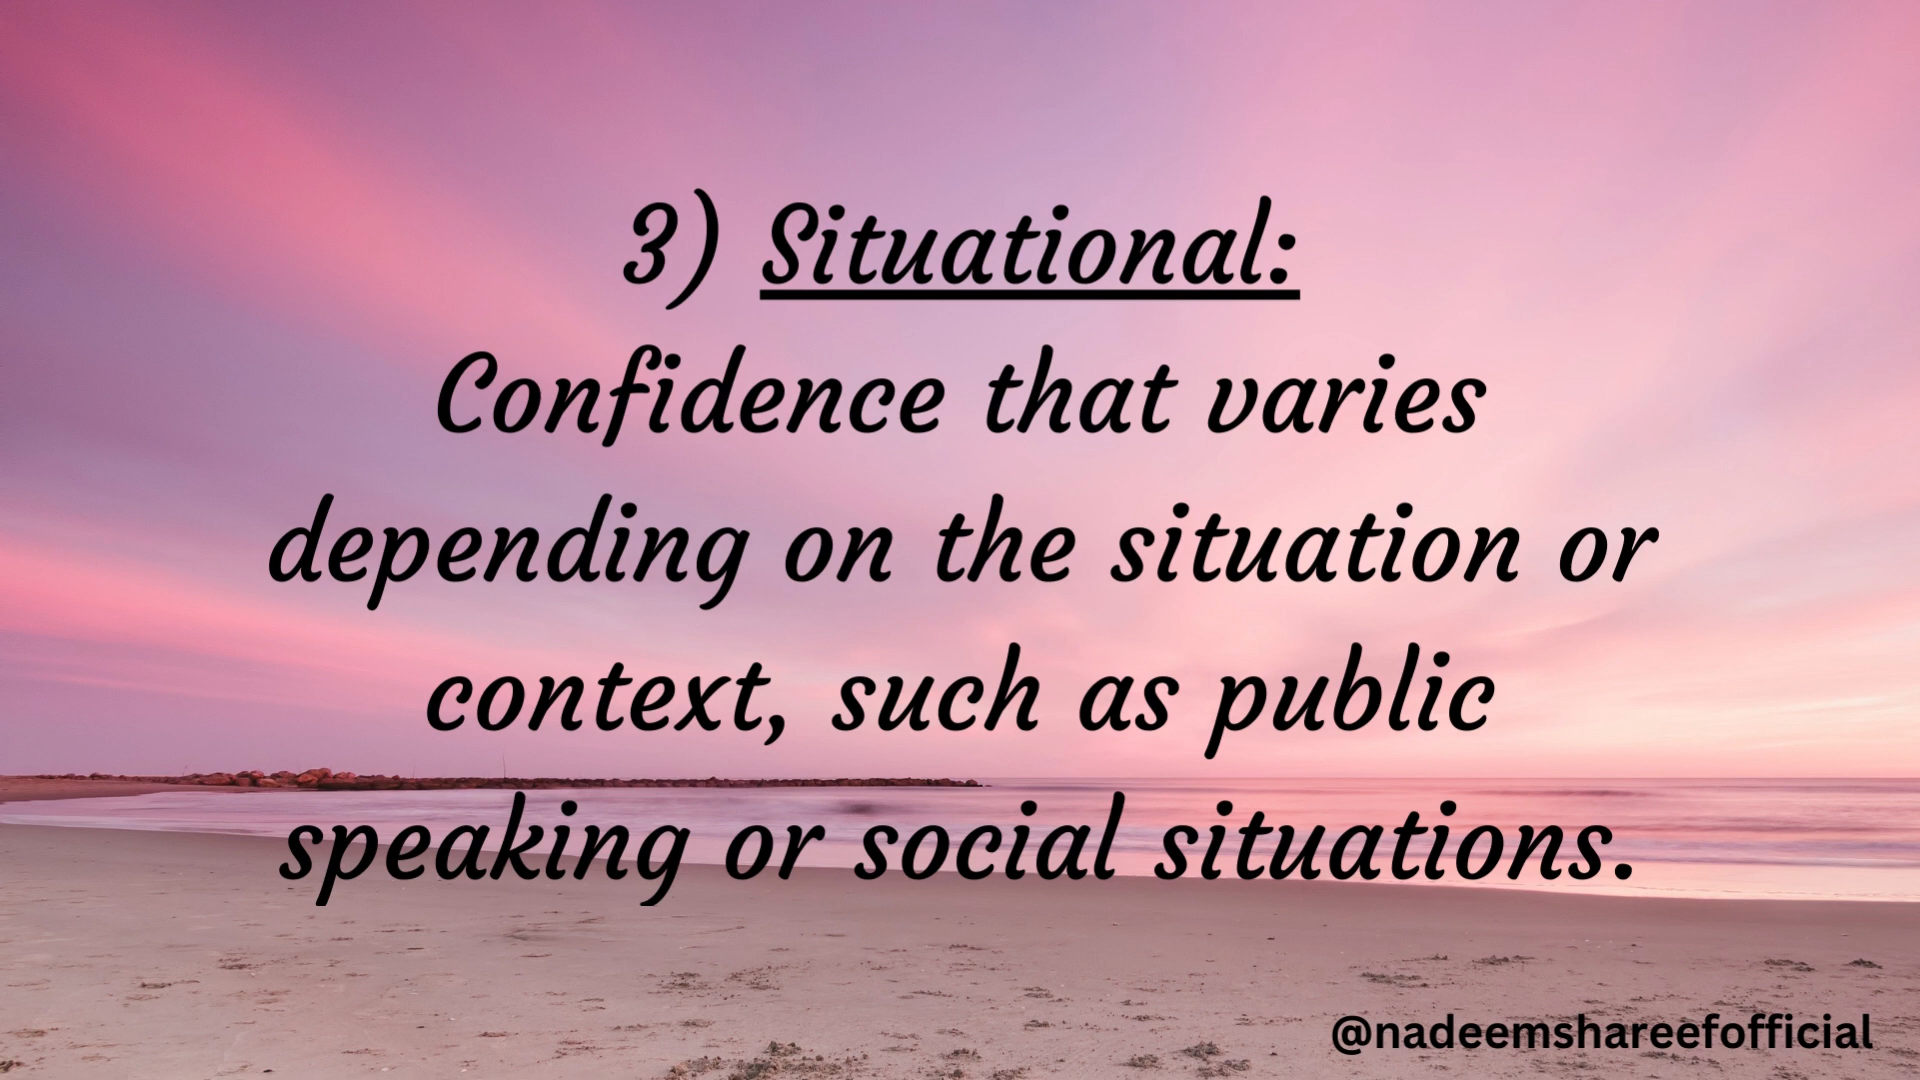 3) Situational:
Confidence that varies
depending on the situation or
context, such as public
speaking or social situations.
@nadeemshareefofficial